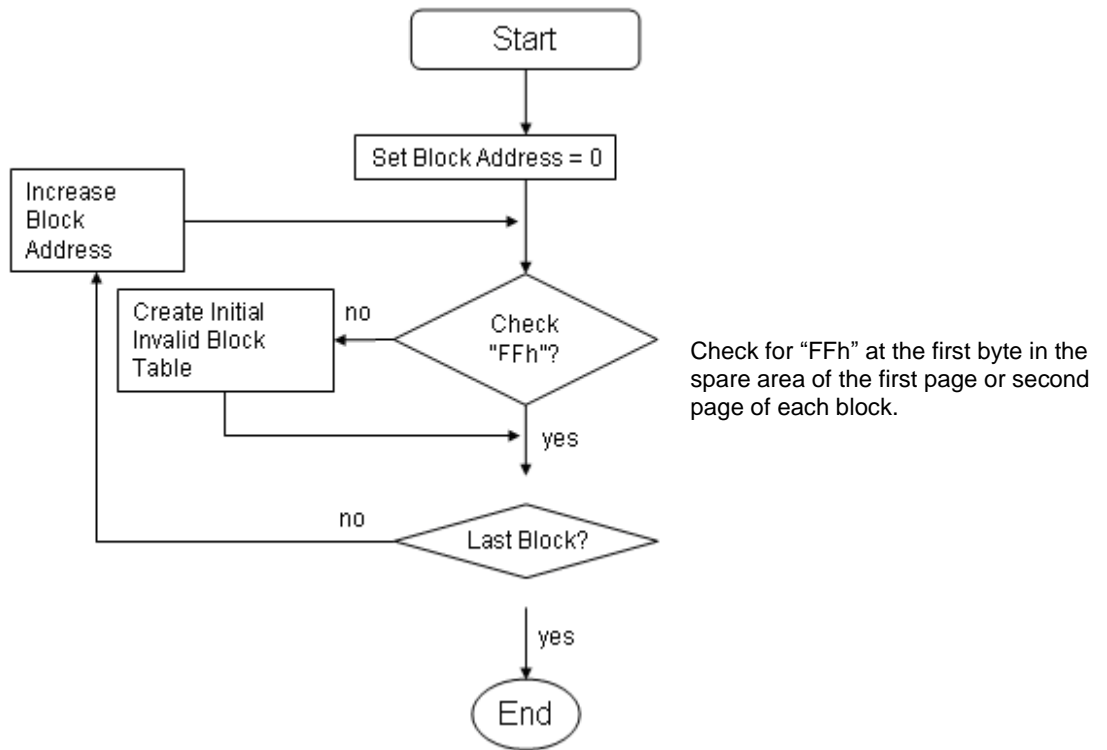 Start
Set Block Address = 0
Increase
Block
Address
Create Initial
Invalid Block
Table
no
Check
"FFh"?
Check for “FFh” at the first byte in the
spare area of the first page or second
page of each block.
yes
no
Last Block?
yes
End